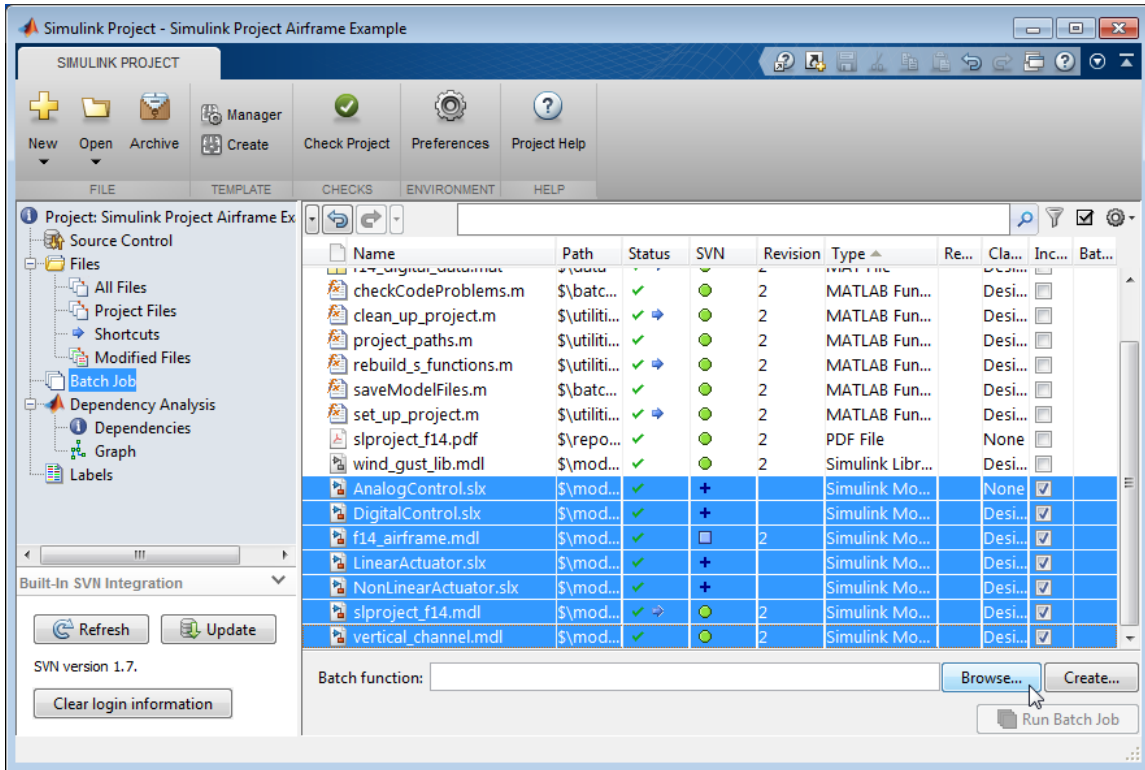 Simulink Project - Simulink Project Airframe Example
SIMULINK PROJECT
New Open Archive Manager Create Check Project Preferences Project Help
FILE TEMPLATE CHECKS ENVIRONMENT HELP
Project: Simulink Project Airframe Ex
Source Control
Files
All Files
Project Files
Shortcuts
Modified Files
Batch Job
Dependency Analysis
Dependencies
Graph
Labels
Built-In SVN Integration
Refresh Update
SVN version 1.7.
Clear login information
Name Path Status SVN Revision Type Re... Cla... Inc... Bat...
f14_digital_data.mat $\data 2 MAT File Desi...
checkCodeProblems.m $\batc... 2 MATLAB Fun... Desi...
clean_up_project.m $\utiliti... 2 MATLAB Fun... Desi...
project_paths.m $\utiliti... 2 MATLAB Fun... Desi...
rebuild_s_functions.m $\utiliti... 2 MATLAB Fun... Desi...
saveModelFiles.m $\batc... 2 MATLAB Fun... Desi...
set_up_project.m $\utiliti... 2 MATLAB Fun... Desi...
slproject_f14.pdf $\repo... 2 PDF File None
wind_gust_lib.mdl $\mod... 2 Simulink Libr... Desi...
AnalogControl.slx $\mod... Simulink Mo... None
DigitalControl.slx $\mod... Simulink Mo... Desi...
f14_airframe.mdl $\mod... 2 Simulink Mo... Desi...
LinearActuator.slx $\mod... Simulink Mo... Desi...
NonLinearActuator.slx $\mod... Simulink Mo... Desi...
slproject_f14.mdl $\mod... 2 Simulink Mo... Desi...
vertical_channel.mdl $\mod... 2 Simulink Mo... Desi...
Batch function: Browse... Create...
Run Batch Job